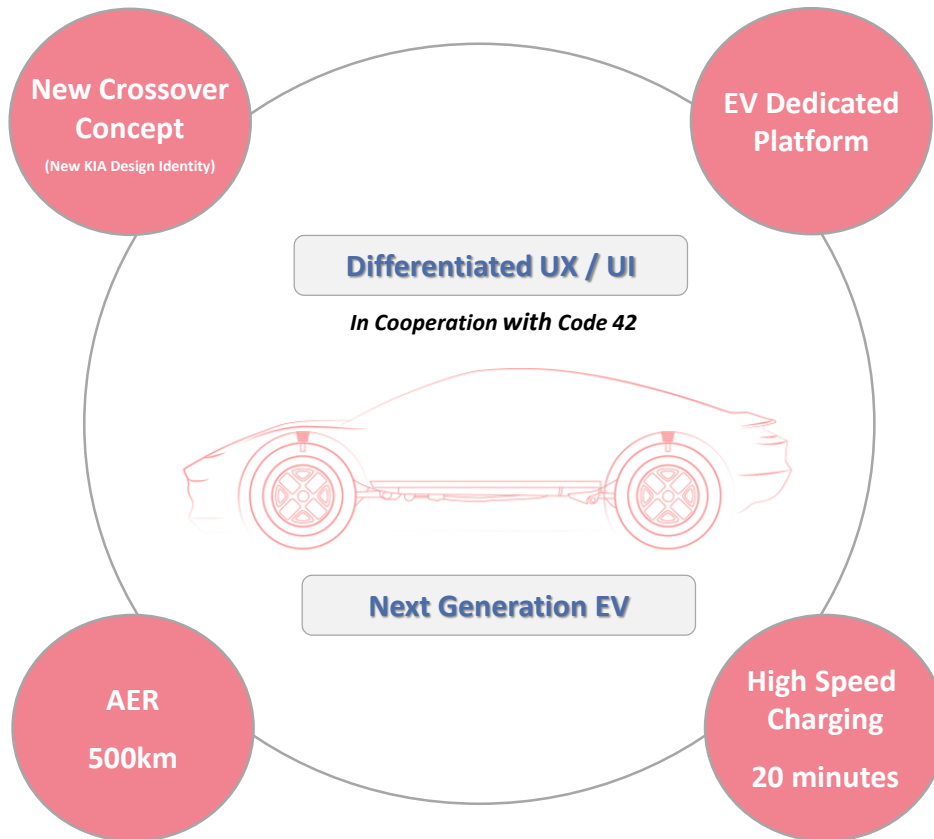 New Crossover
Concept
(New KIA Design Identity)
EV Dedicated
Platform
Differentiated UX / UI
In Cooperation with Code 42
Next Generation EV
AER
500km
High Speed
Charging
20 minutes